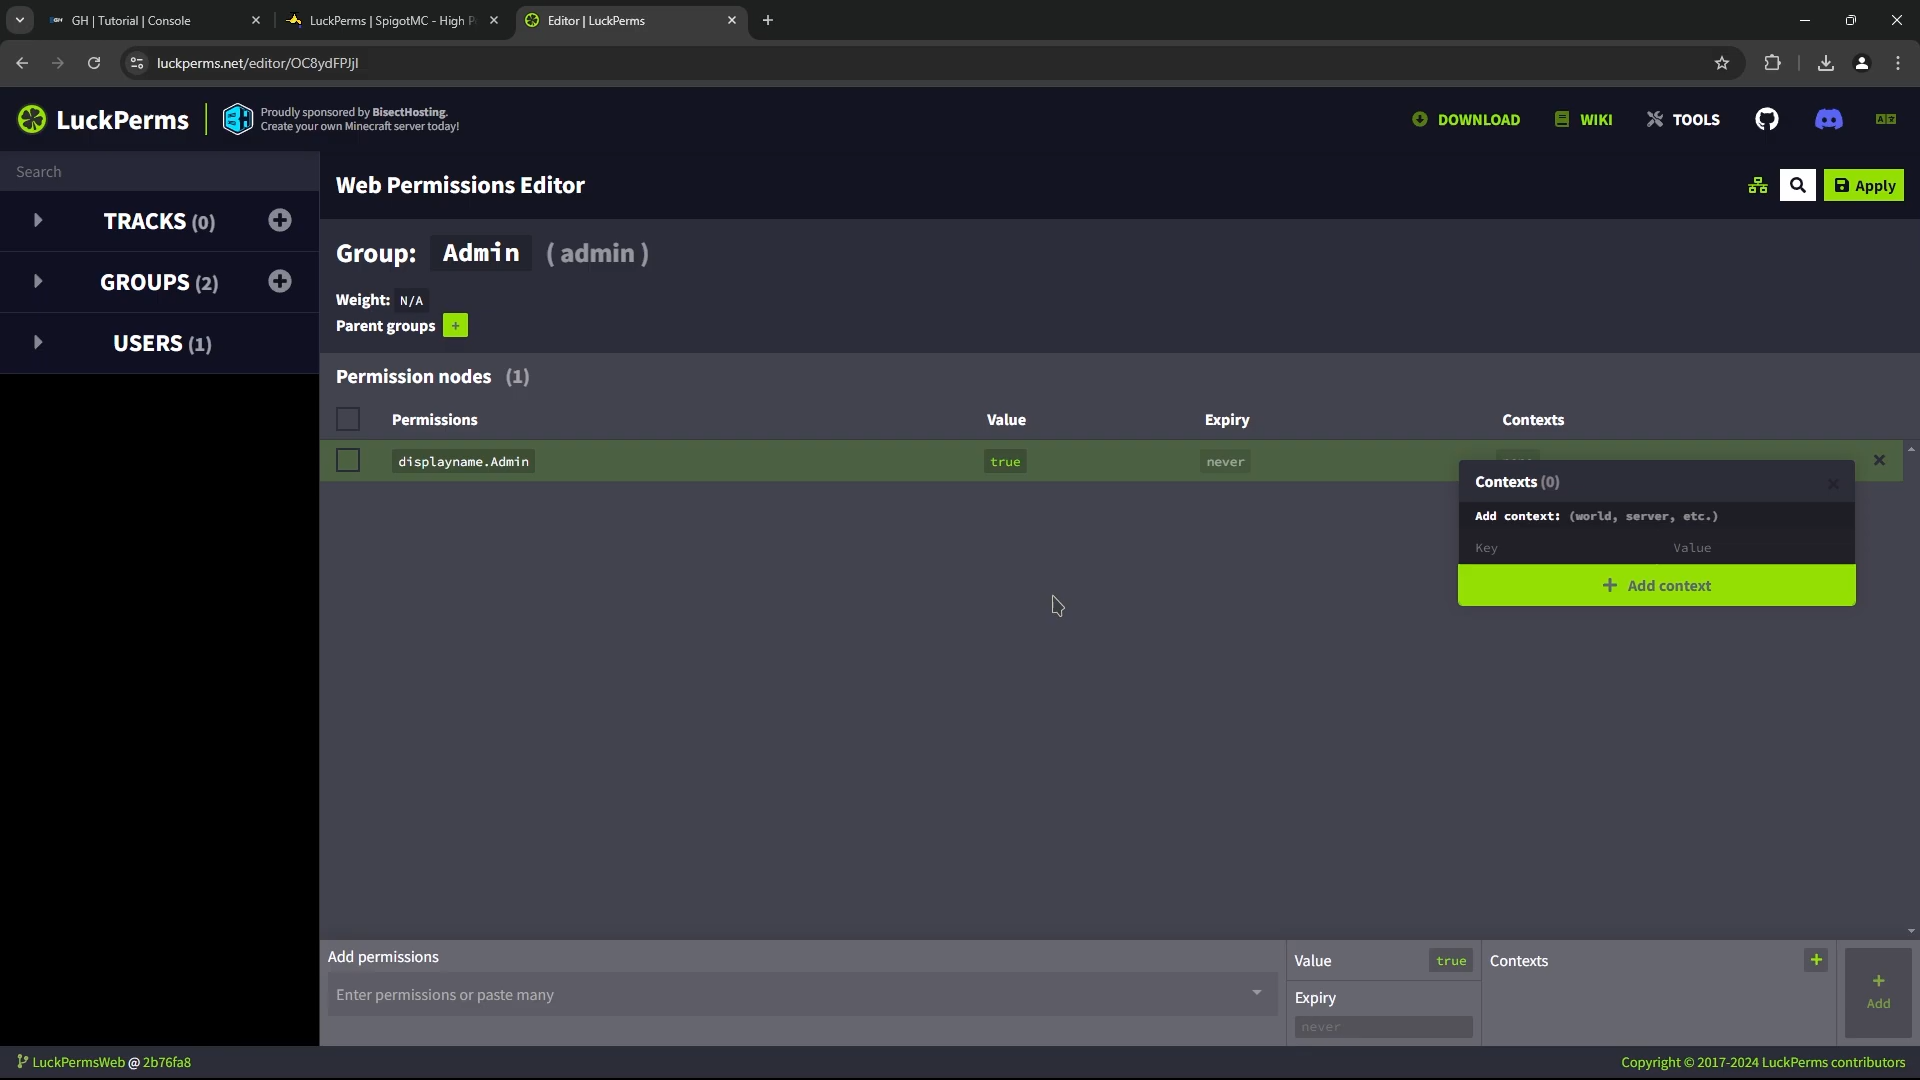 GH | Tutorial | Console
LuckPerms | SpigotMC - High P
Editor | LuckPerms
luckperms.net/editor/OC8ydFPJjl
LuckPerms
Proudly sponsored by BisectHosting.
Create your own Minecraft server today!
DOWNLOAD
WIKI
TOOLS
Search
TRACKS (0)
GROUPS (2)
USERS (1)
Web Permissions Editor
Apply
Group: Admin ( admin )
Weight: N/A
Parent groups +
Permission nodes (1)
Permissions Value Expiry Contexts
displayname.Admin true never
Contexts (0)
Add context: (world, server, etc.)
Key Value
+ Add context
Add permissions
Enter permissions or paste many
Value true
Expiry
never
Contexts +
+
Add
LuckPermsWeb @ 2b76fa8
Copyright © 2017-2024 LuckPerms contributors